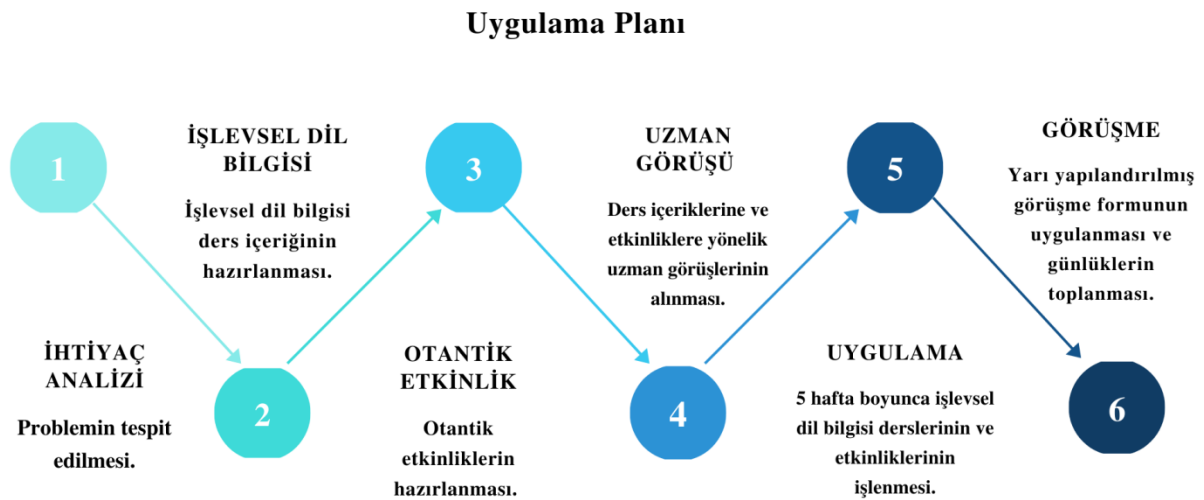 Uygulama Planı
1
İHTİYAÇ
ANALİZİ
Problemin tespit
edilmesi.
2
İŞLEVSEL DİL
BİLGİSİ
İşlevsel dil bilgisi
ders içeriğinin
hazırlanması.
3
OTANTİK
ETKİNLİK
Otantik
etkinliklerin
hazırlanması.
4
UZMAN
GÖRÜŞÜ
Ders içeriklerine ve
etkinliklere yönelik
uzman görüşlerinin
alınması.
5
UYGULAMA
5 hafta boyunca işlevsel
dil bilgisi derslerinin ve
etkinliklerinin
işlenmesi.
6
GÖRÜŞME
Yarı yapılandırılmış
görüşme formunun
uygulanması ve
günlüklerin
toplanması.